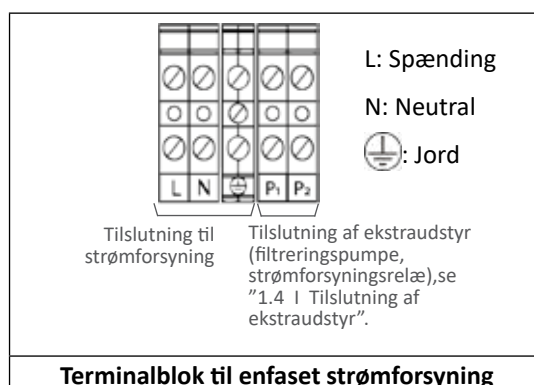 L: Spænding
N: Neutral
: Jord
L N P₁ P₂
Tilslutning til
strømforsyning
Tilslutning af ekstraudstyr
(filtreringspumpe,
strømforsyningsrelæ),se
”1.4 I Tilslutning af
ekstraudstyr”.
Terminalblok til enfaset strømforsyning